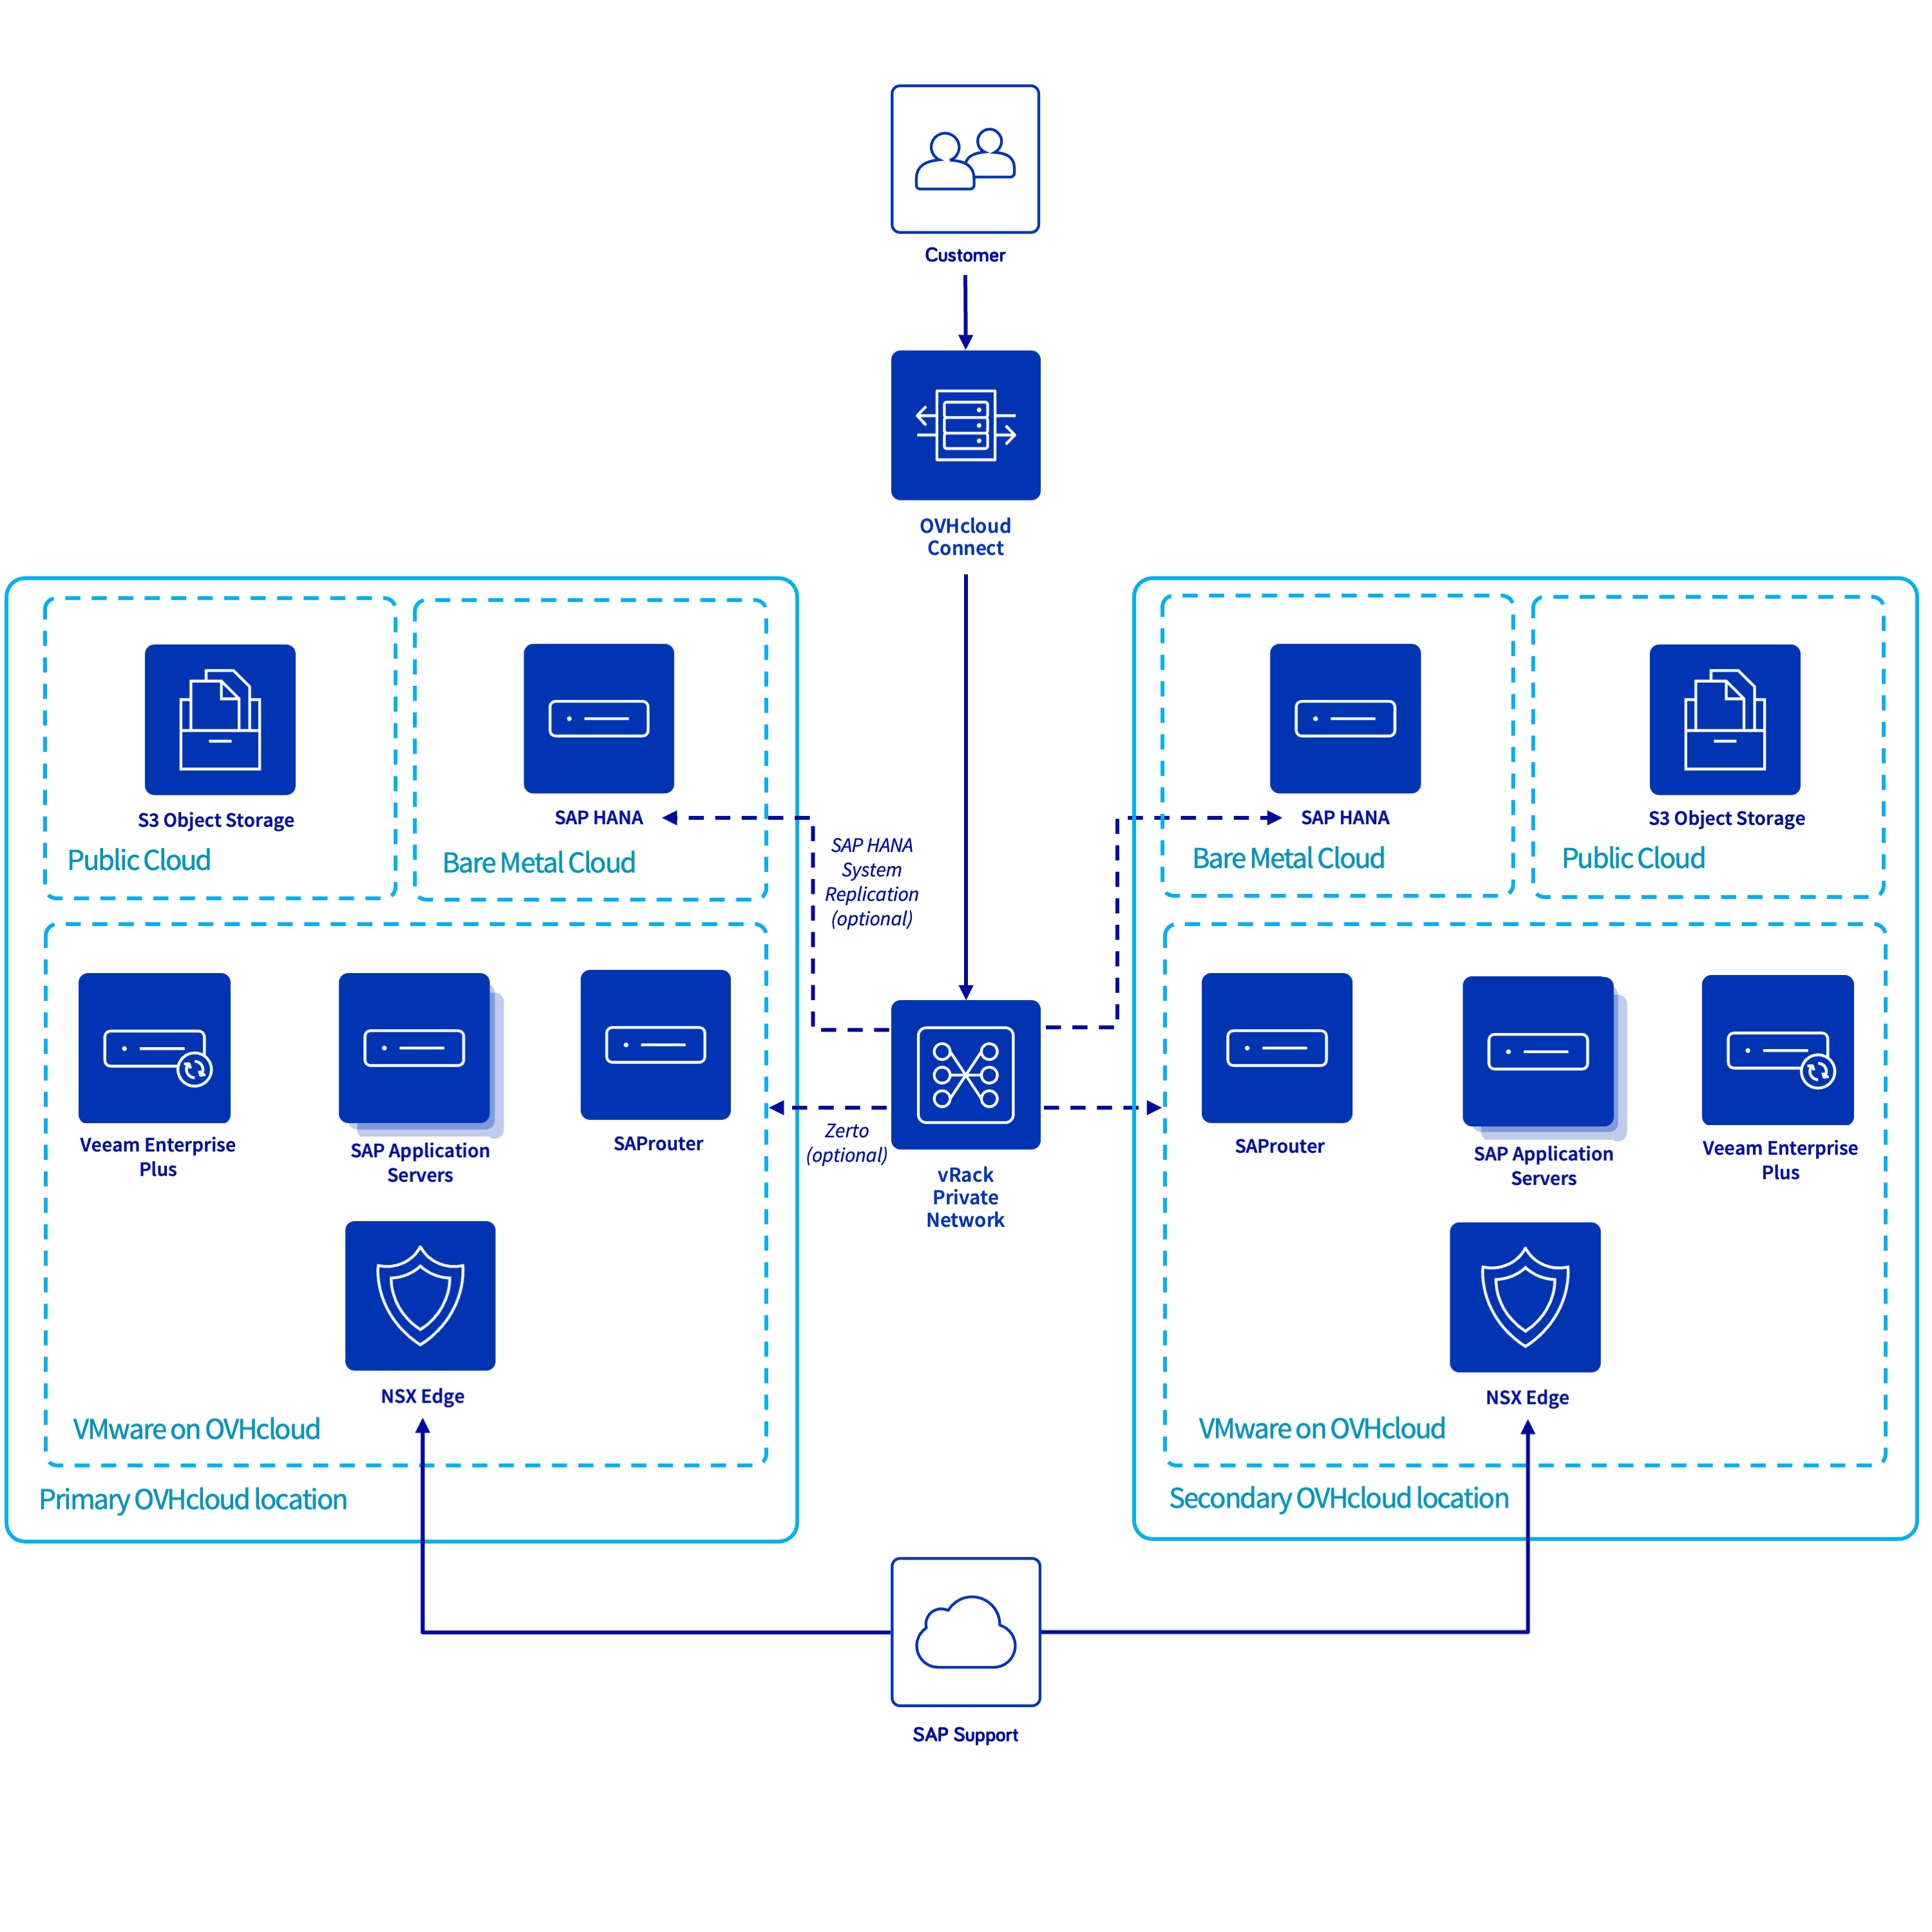 Customer
OVHcloud
Connect
S3 Object Storage
Public Cloud
SAP HANA
Bare Metal Cloud
SAP HANA
System
Replication
(optional)
SAP HANA
Bare Metal Cloud
S3 Object Storage
Public Cloud
Veeam Enterprise
Plus
SAP Application
Servers
SAProuter
NSX Edge
VMware on OVHcloud
Primary OVHcloud location
Zerto
(optional)
vRack
Private
Network
SAProuter
SAP Application
Servers
Veeam Enterprise
Plus
NSX Edge
VMware on OVHcloud
Secondary OVHcloud location
SAP Support